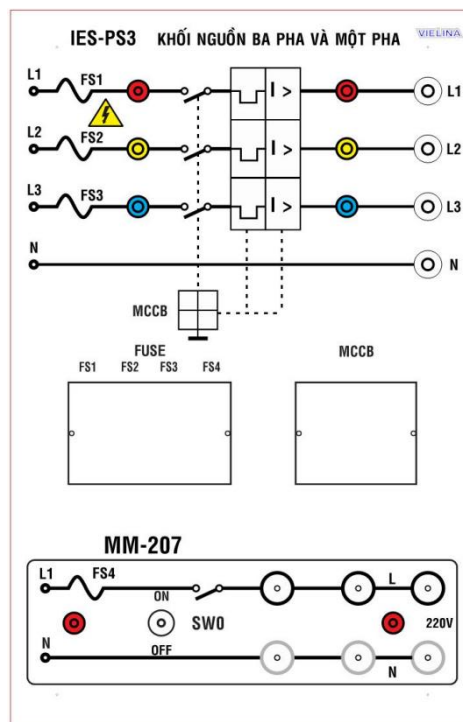 IES-PS3 KHỐI NGUỒN BA PHA VÀ MỘT PHA VIELINA
L1 FS1 I > L1
L2 FS2 I > L2
L3 FS3 I > L3
N N
MCCB
FUSE MCCB
FS1 FS2 FS3 FS4
MM-207
L1 FS4 L
ON
SW0 220V
N OFF N